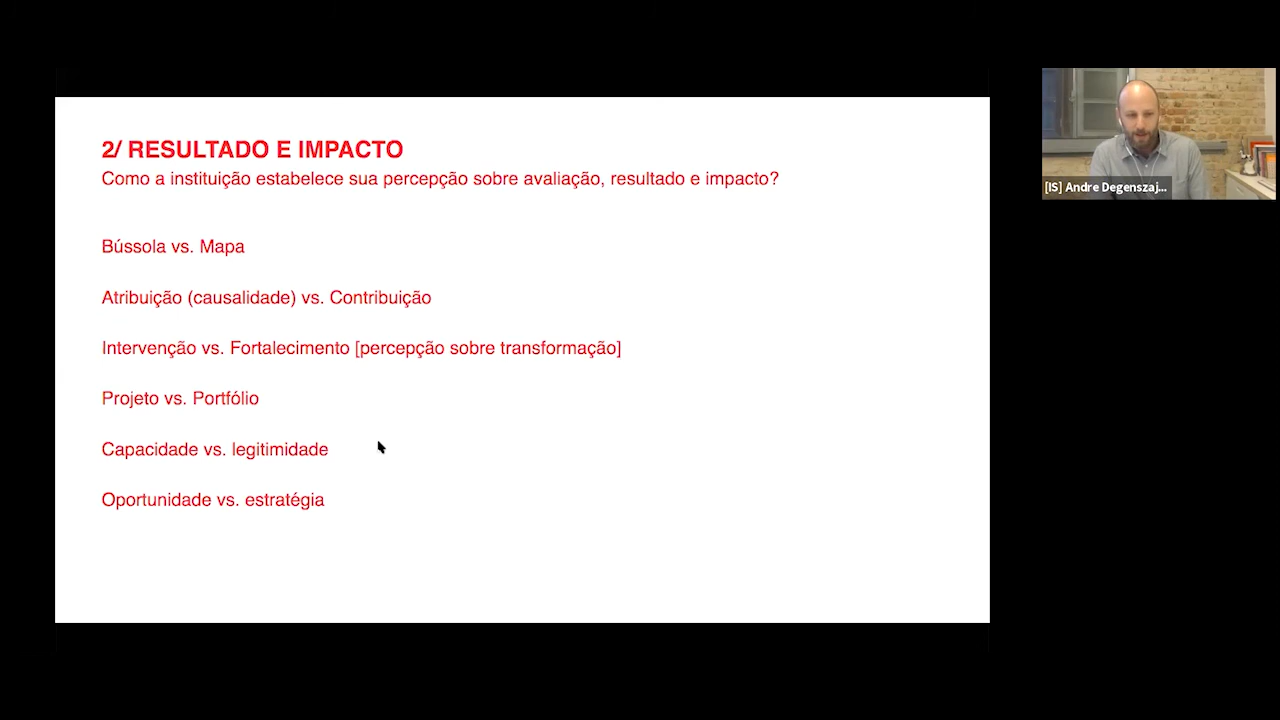 2/ RESULTADO E IMPACTO
Como a instituição estabelece sua percepção sobre avaliação, resultado e impacto?
Bússola vs. Mapa
Atribuição (causalidade) vs. Contribuição
Intervenção vs. Fortalecimento [percepção sobre transformação]
Projeto vs. Portfólio
Capacidade vs. legitimidade
Oportunidade vs. estratégia
[IS] Andre Degenszaj...